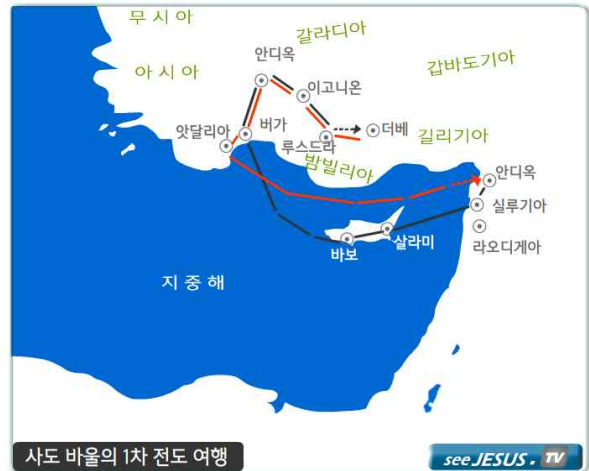 무시아
갈라디아
안디옥
갑바도기아
아시아
이고니온
버가
더베
앗달리아
길리기아
루스드라
밤빌리아
안디옥
실루기아
살라미
라오디게아
바보
지중해
사도 바울의 1차 전도 여행
see JESUS. TV